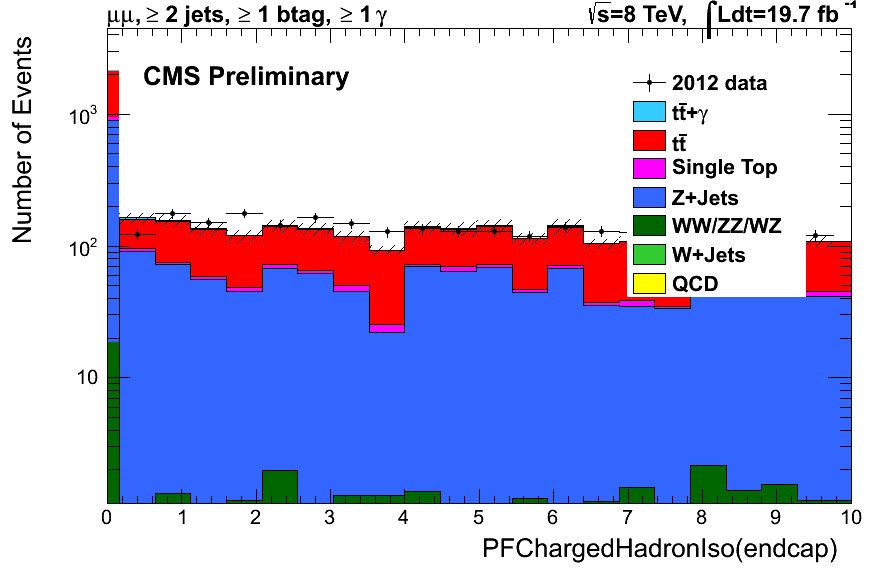 μμ, ≥ 2 jets, ≥ 1 btag, ≥ 1 γ
√s=8 TeV, ∫Ldt=19.7 fb⁻¹
Number of Events
CMS Preliminary
2012 data
tt̄+γ
tt̄
Single Top
Z+Jets
WW/ZZ/WZ
W+Jets
QCD
10³
10²
10
0 1 2 3 4 5 6 7 8 9 10
PFChargedHadronIso(endcap)